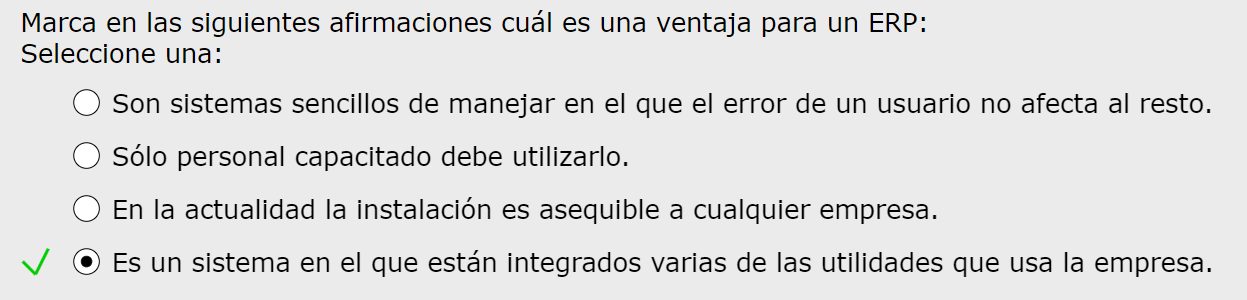 Marca en las siguientes afirmaciones cuál es una ventaja para un ERP:
Seleccione una:
Son sistemas sencillos de manejar en el que el error de un usuario no afecta al resto.
Sólo personal capacitado debe utilizarlo.
En la actualidad la instalación es asequible a cualquier empresa.
Es un sistema en el que están integrados varias de las utilidades que usa la empresa.